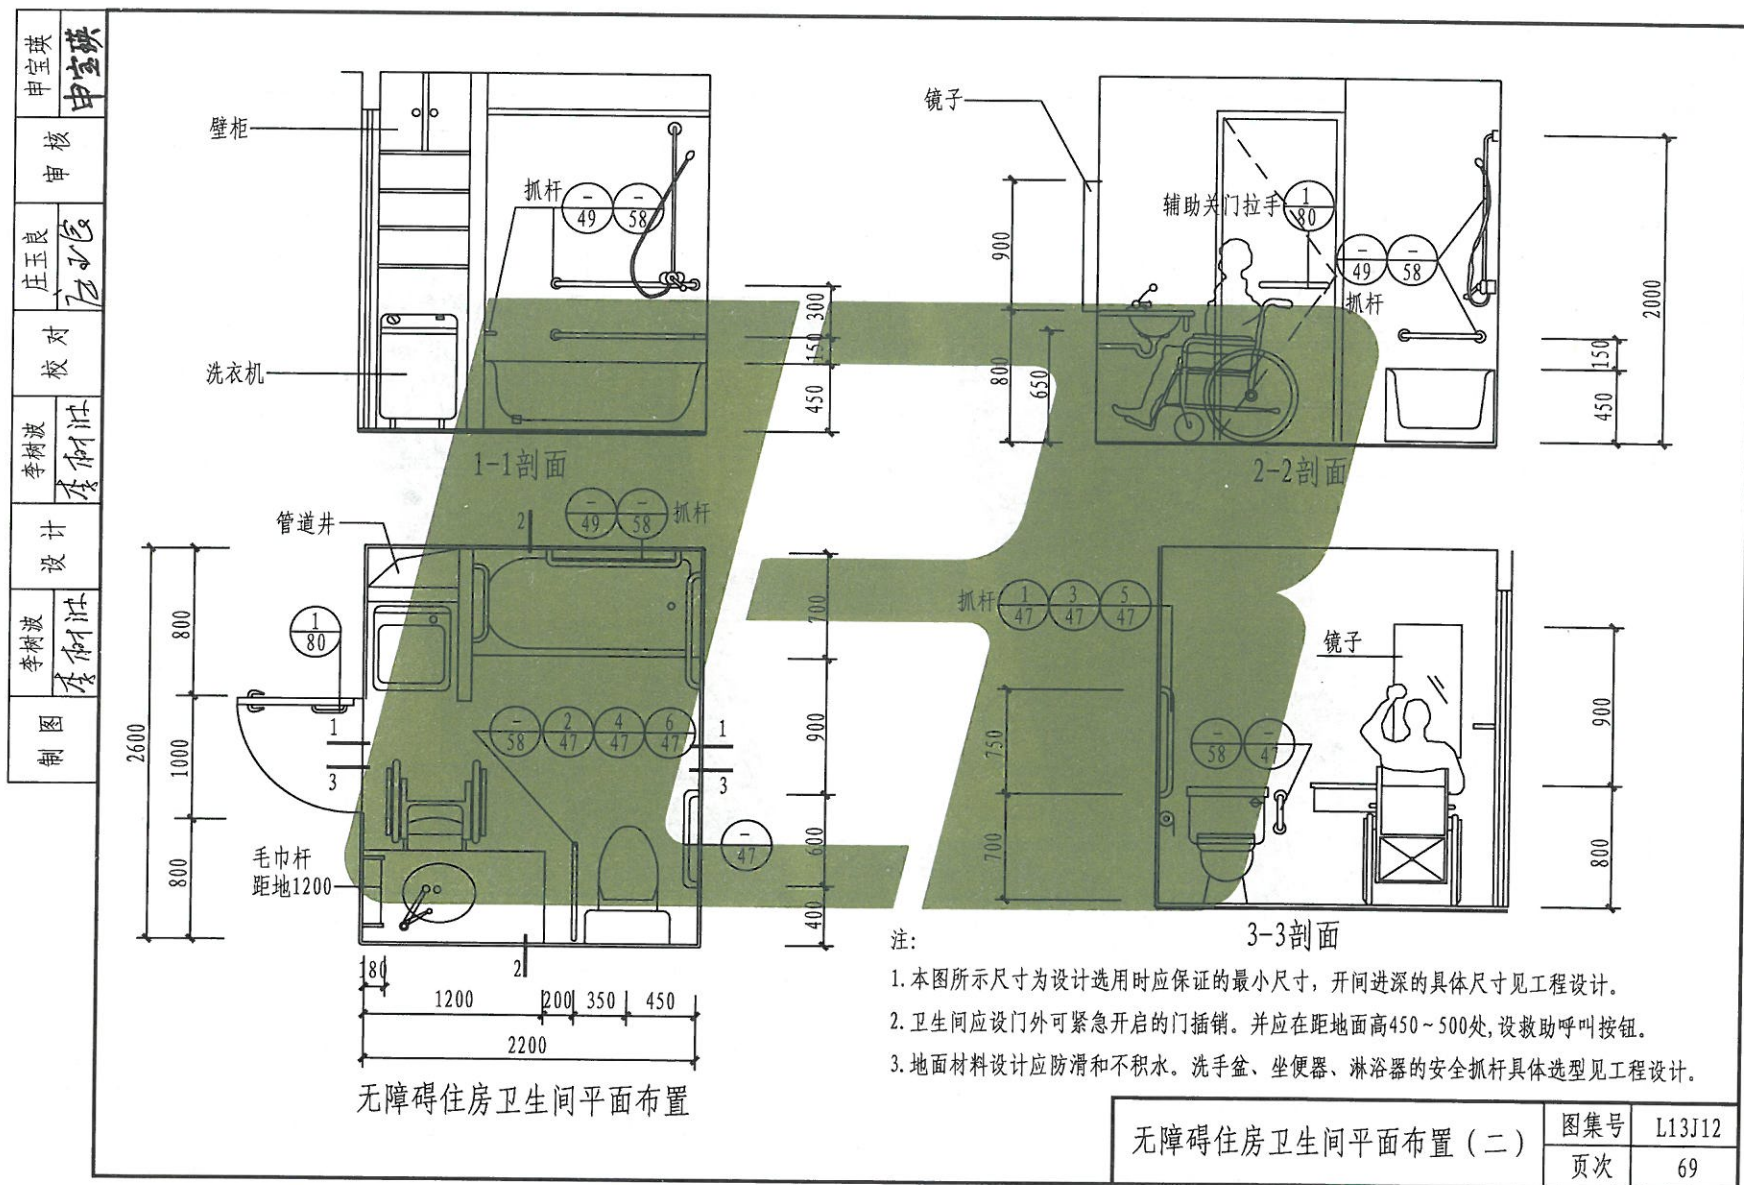 申宝瑛
审核
庄玉良
校对
李树波
设计
李树波
制图
壁柜
抓杆
-
49
-
58
洗衣机
300
150
450
1-1剖面
镜子
辅助关门拉手
1
80
-
49
-
58
抓杆
900
800
650
2000
150
450
2-2剖面
管道井
2
-
49
-
58
抓杆
1
80
800
1000
800
2600
1
3
-
58
2
47
4
47
6
47
1
3
700
900
600
400
-
47
毛巾杆
距地1200
2
180
1200
200
350
450
2200
无障碍住房卫生间平面布置
抓杆
1
47
3
47
5
47
镜子
-
58
-
47
750
700
900
800
3-3剖面
注:
1.本图所示尺寸为设计选用时应保证的最小尺寸, 开间进深的具体尺寸见工程设计。
2.卫生间应设门外可紧急开启的门插销。并应在距地面高450~500处,设救助呼叫按钮。
3.地面材料设计应防滑和不积水。洗手盆、坐便器、淋浴器的安全抓杆具体选型见工程设计。
无障碍住房卫生间平面布置(二)
图集号 L13J12
页次 69